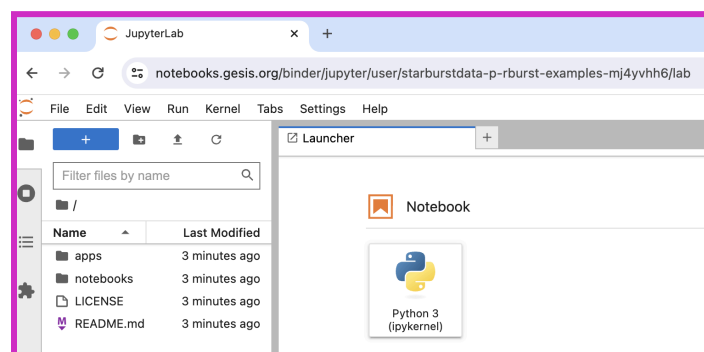 JupyterLab
notebooks.gesis.org/binder/jupyter/user/starburstdata-p-rburst-examples-mj4yvhh6/lab
File Edit View Run Kernel Tabs Settings Help
Launcher
Filter files by name
/
Name Last Modified
apps 3 minutes ago
notebooks 3 minutes ago
LICENSE 3 minutes ago
README.md 3 minutes ago
Notebook
Python 3
(ipykernel)